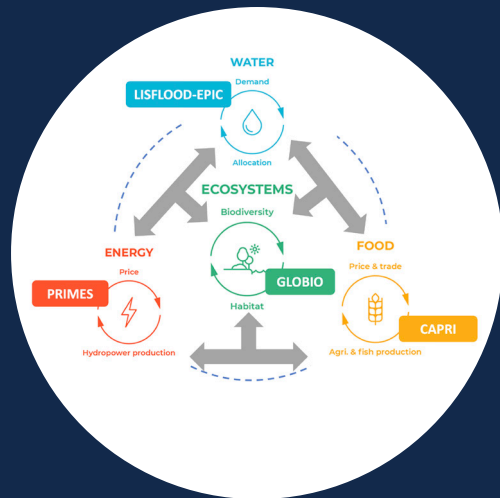 WATER
LISFLOOD-EPIC
Demand
Allocation
ECOSYSTEMS
Biodiversity
GLOBIO
Habitat
ENERGY
Price
PRIMES
Hydropower production
FOOD
Price & trade
CAPRI
Agri. & fish production